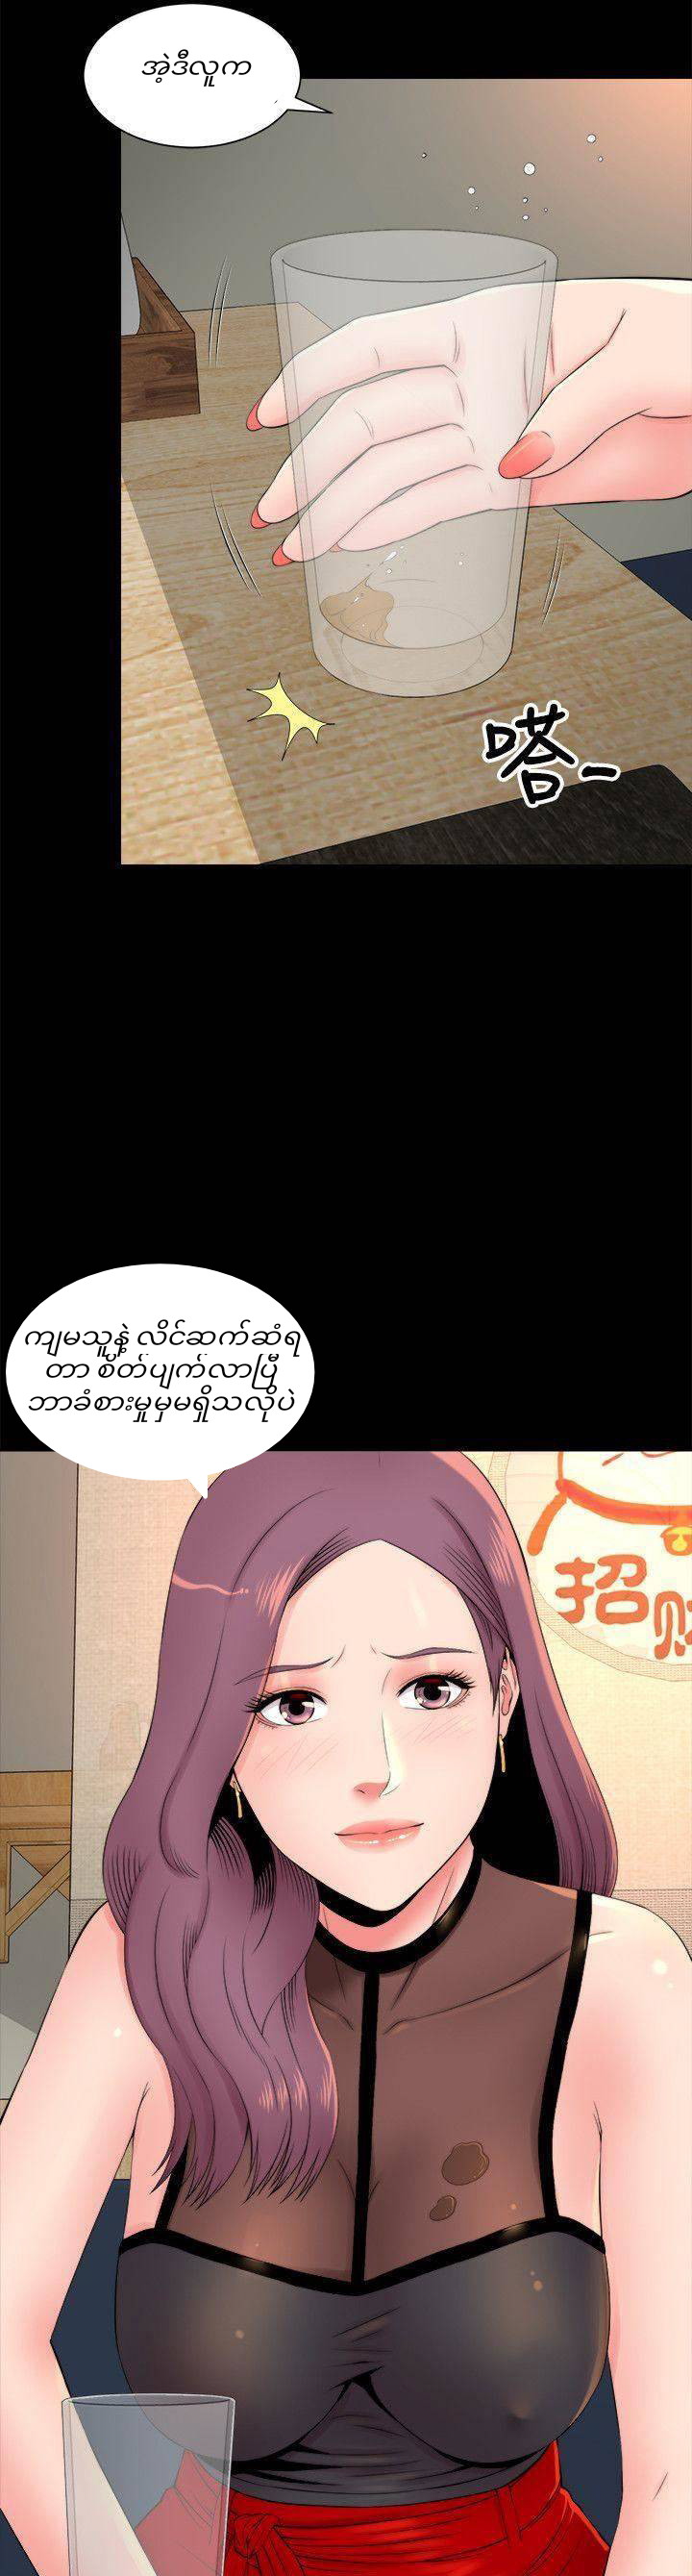 အဲ့ဒီလူက
嗒-
ကျမသူနဲ့ လိင်ဆက်ဆံရ
တာ စိတ်ပျက်လာပြီ
ဘာခံစားမှုမှမရှိသလိုပဲ
招财